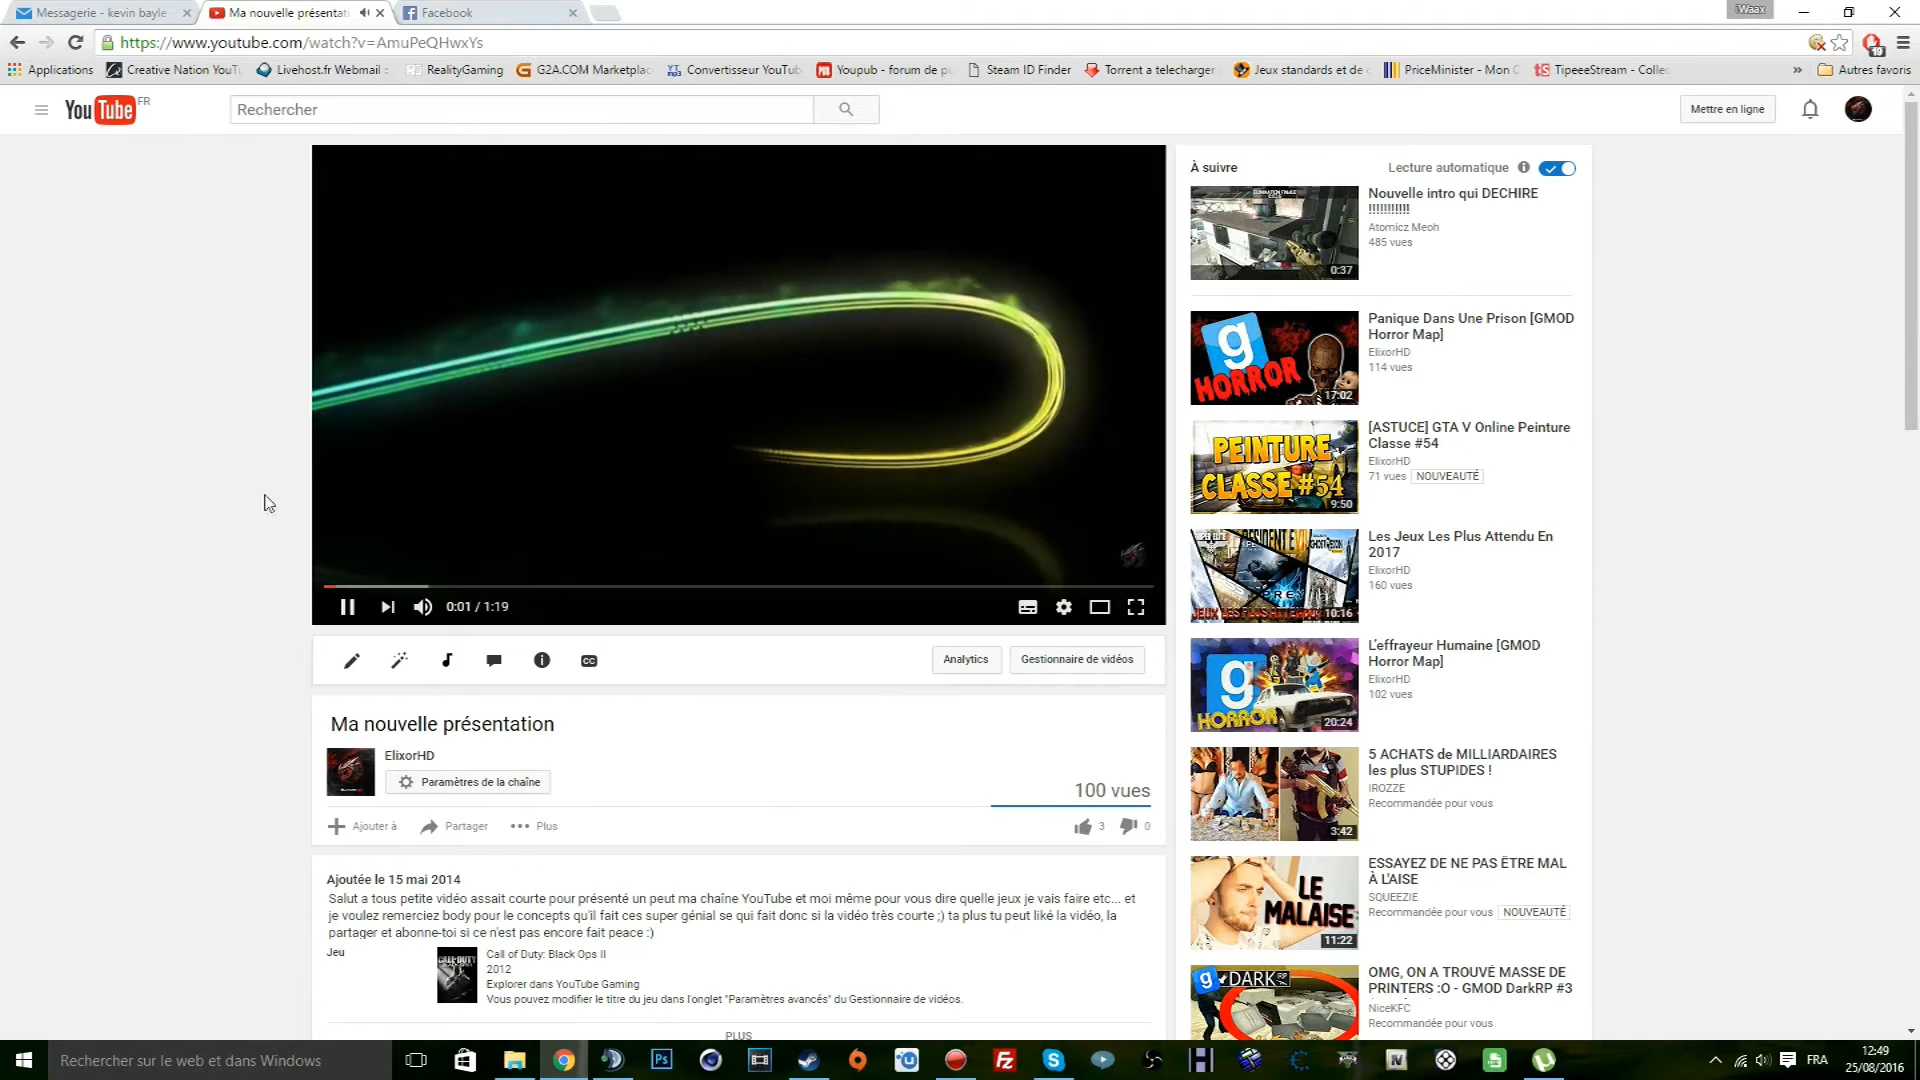 Messagerie - kevin bayle
Ma nouvelle présentati
Facebook
iWaax
https://www.youtube.com/watch?v=AmuPeQHwxYs
19
Applications
Creative Nation YouTu
Livehost.fr Webmail :
RealityGaming
G2A.COM Marketplac
Convertisseur YouTub
Youpub - forum de pu
Steam ID Finder
Torrent a telecharger
Jeux standards et de c
PriceMinister - Mon C
TipeeeStream - Collec
»
Autres favoris
YouTube FR
Rechercher
Mettre en ligne
À suivre
Lecture automatique
Nouvelle intro qui DECHIRE
!!!!!!!!!!!
Atomicz Meoh
485 vues
0:37
Panique Dans Une Prison [GMOD
Horror Map]
ElixorHD
114 vues
HORROR
17:02
[ASTUCE] GTA V Online Peinture
Classe #54
ElixorHD
71 vues NOUVEAUTÉ
PEINTURE
CLASSE #54
9:50
Les Jeux Les Plus Attendu En
2017
ElixorHD
160 vues
10:16
L'effrayeur Humaine [GMOD
Horror Map]
ElixorHD
102 vues
HORROR
20:24
5 ACHATS de MILLIARDAIRES
les plus STUPIDES !
IROZZE
Recommandée pour vous
3:42
ESSAYEZ DE NE PAS ÊTRE MAL
À L'AISE
SQUEEZIE
Recommandée pour vous NOUVEAUTÉ
LE
MALAISE
11:22
OMG, ON A TROUVÉ MASSE DE
PRINTERS :O - GMOD DarkRP #3
NiceKFC
Recommandée pour vous
DARK RP
0:01 / 1:19
Analytics
Gestionnaire de vidéos
Ma nouvelle présentation
ElixorHD
Paramètres de la chaîne
100 vues
Ajouter à
Partager
Plus
3
0
Ajoutée le 15 mai 2014
Salut a tous petite vidéo assait courte pour présenté un peut ma chaîne YouTube et moi même pour vous dire quelle jeux je vais faire etc... et
je voulez remerciez body pour le concepts qu'il fait ces super génial se qui fait donc si la vidéo très courte ;) ta plus tu peut liké la vidéo, la
partager et abonne-toi si ce n'est pas encore fait peace :)
Jeu
Call of Duty: Black Ops II
2012
Explorer dans YouTube Gaming
Vous pouvez modifier le titre du jeu dans l'onglet "Paramètres avancés" du Gestionnaire de vidéos.
PLUS
Rechercher sur le web et dans Windows
FRA
12:49
25/08/2016